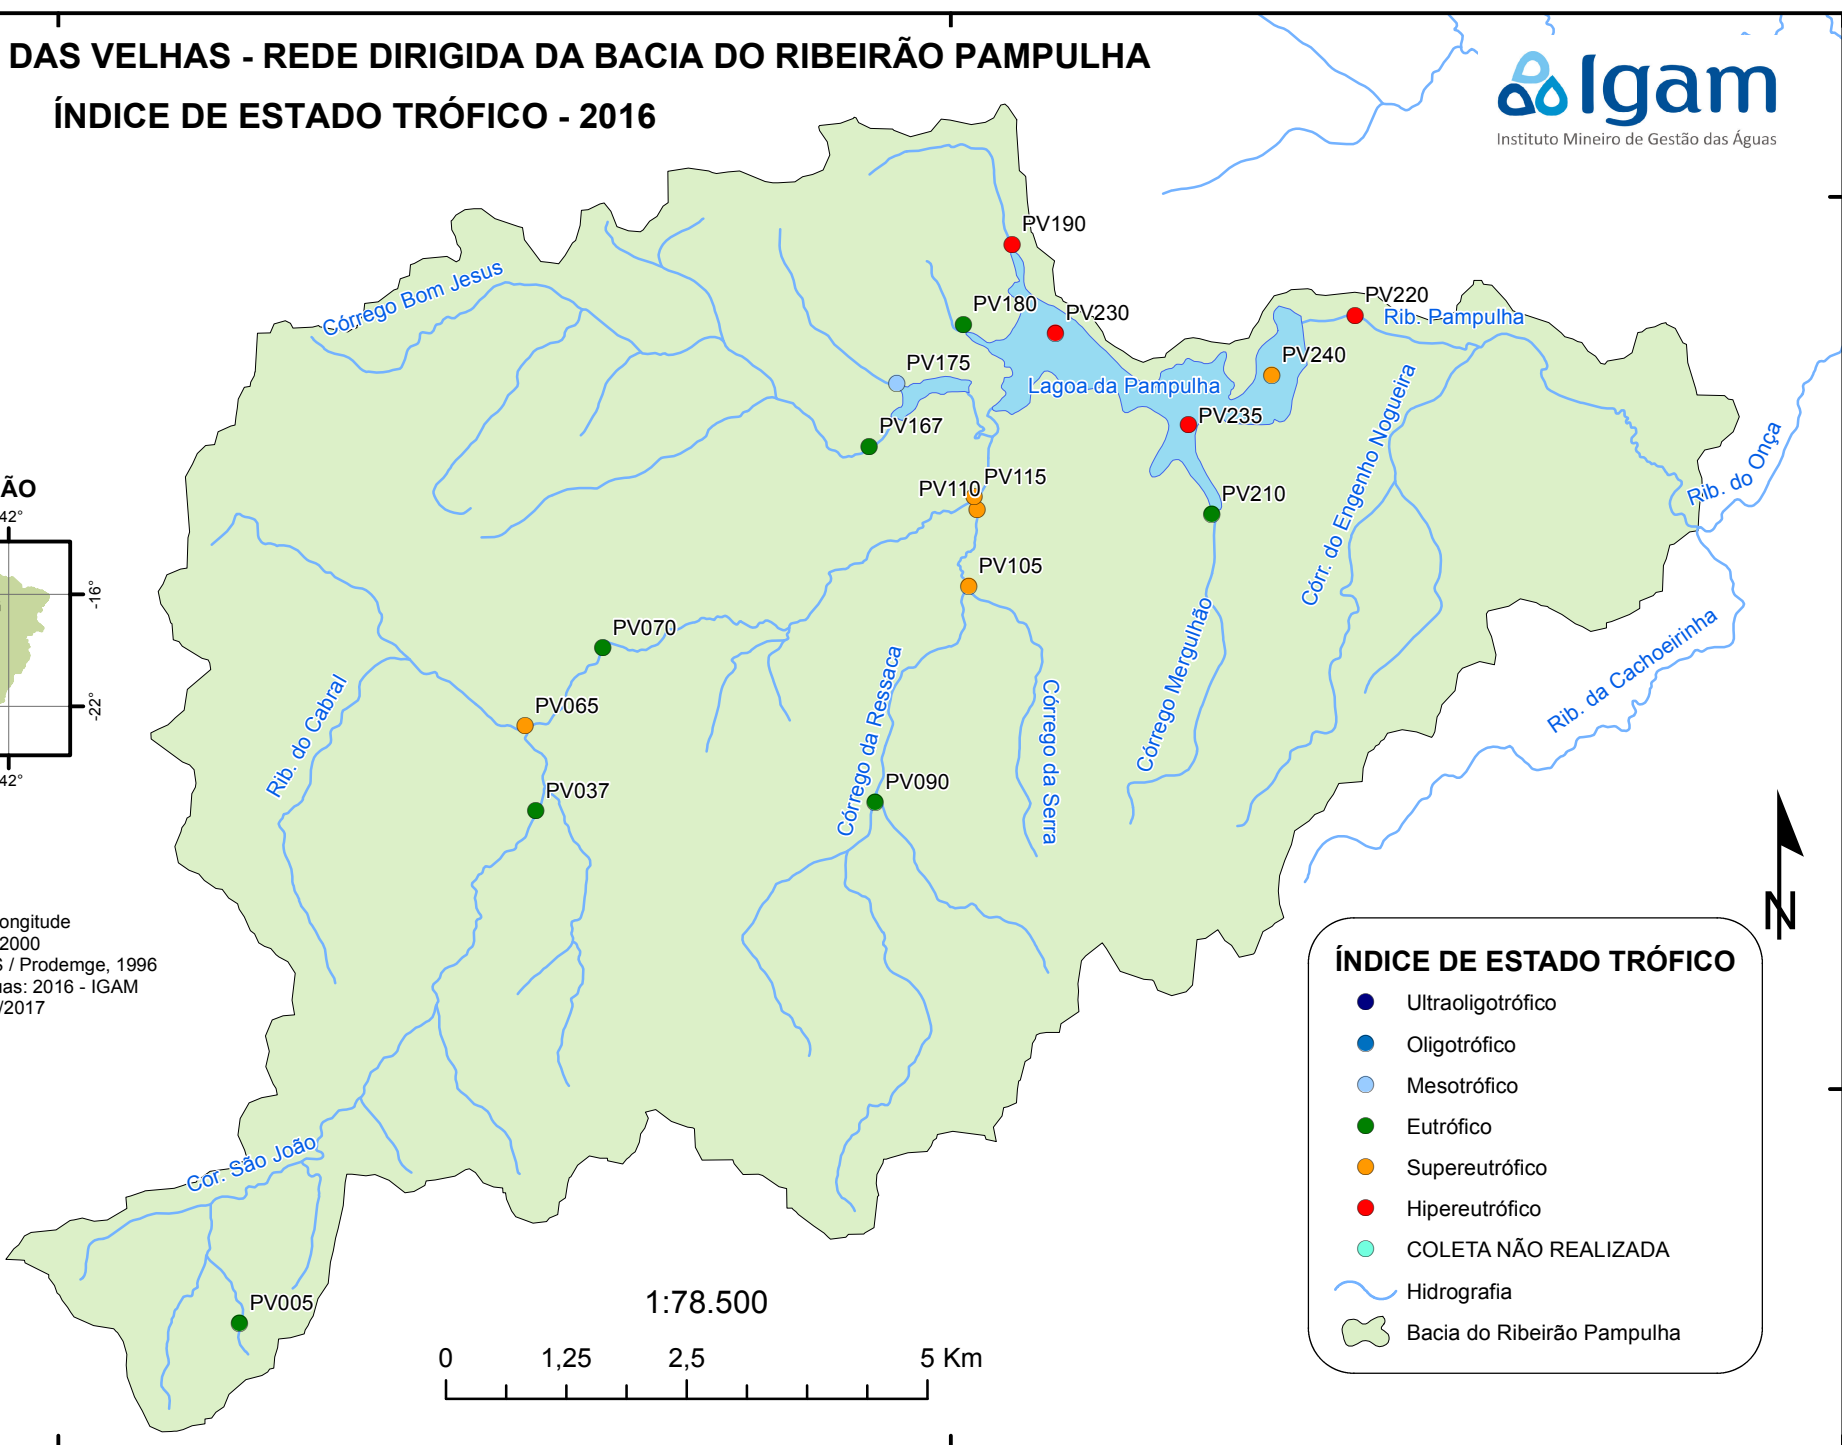 DAS VELHAS - REDE DIRIGIDA DA BACIA DO RIBEIRÃO PAMPULHA
ÍNDICE DE ESTADO TRÓFICO - 2016
Igam
Instituto Mineiro de Gestão das Águas
PV190
Córrego Bom Jesus
PV180
PV230
PV220
Rib. Pampulha
PV175
Lagoa da Pampulha
PV240
PV167
PV235
Córr. do Engenho Nogueira
Rib. do Onça
PV115
PV110
PV210
PV105
PV070
Rib. do Cabral
PV065
PV037
Córrego da Ressaca
PV090
Córrego da Serra
Córrego Mergulhão
Rib. da Cachoeirinha
ÃO
42°
-16°
-22°
42°
ongitude
2000
S / Prodemge, 1996
uas: 2016 - IGAM
/2017
N
Cor. São João
PV005
1:78.500
0 1,25 2,5 5 Km
ÍNDICE DE ESTADO TRÓFICO
Ultraoligotrófico
Oligotrófico
Mesotrófico
Eutrófico
Supereutrófico
Hipereutrófico
COLETA NÃO REALIZADA
Hidrografia
Bacia do Ribeirão Pampulha